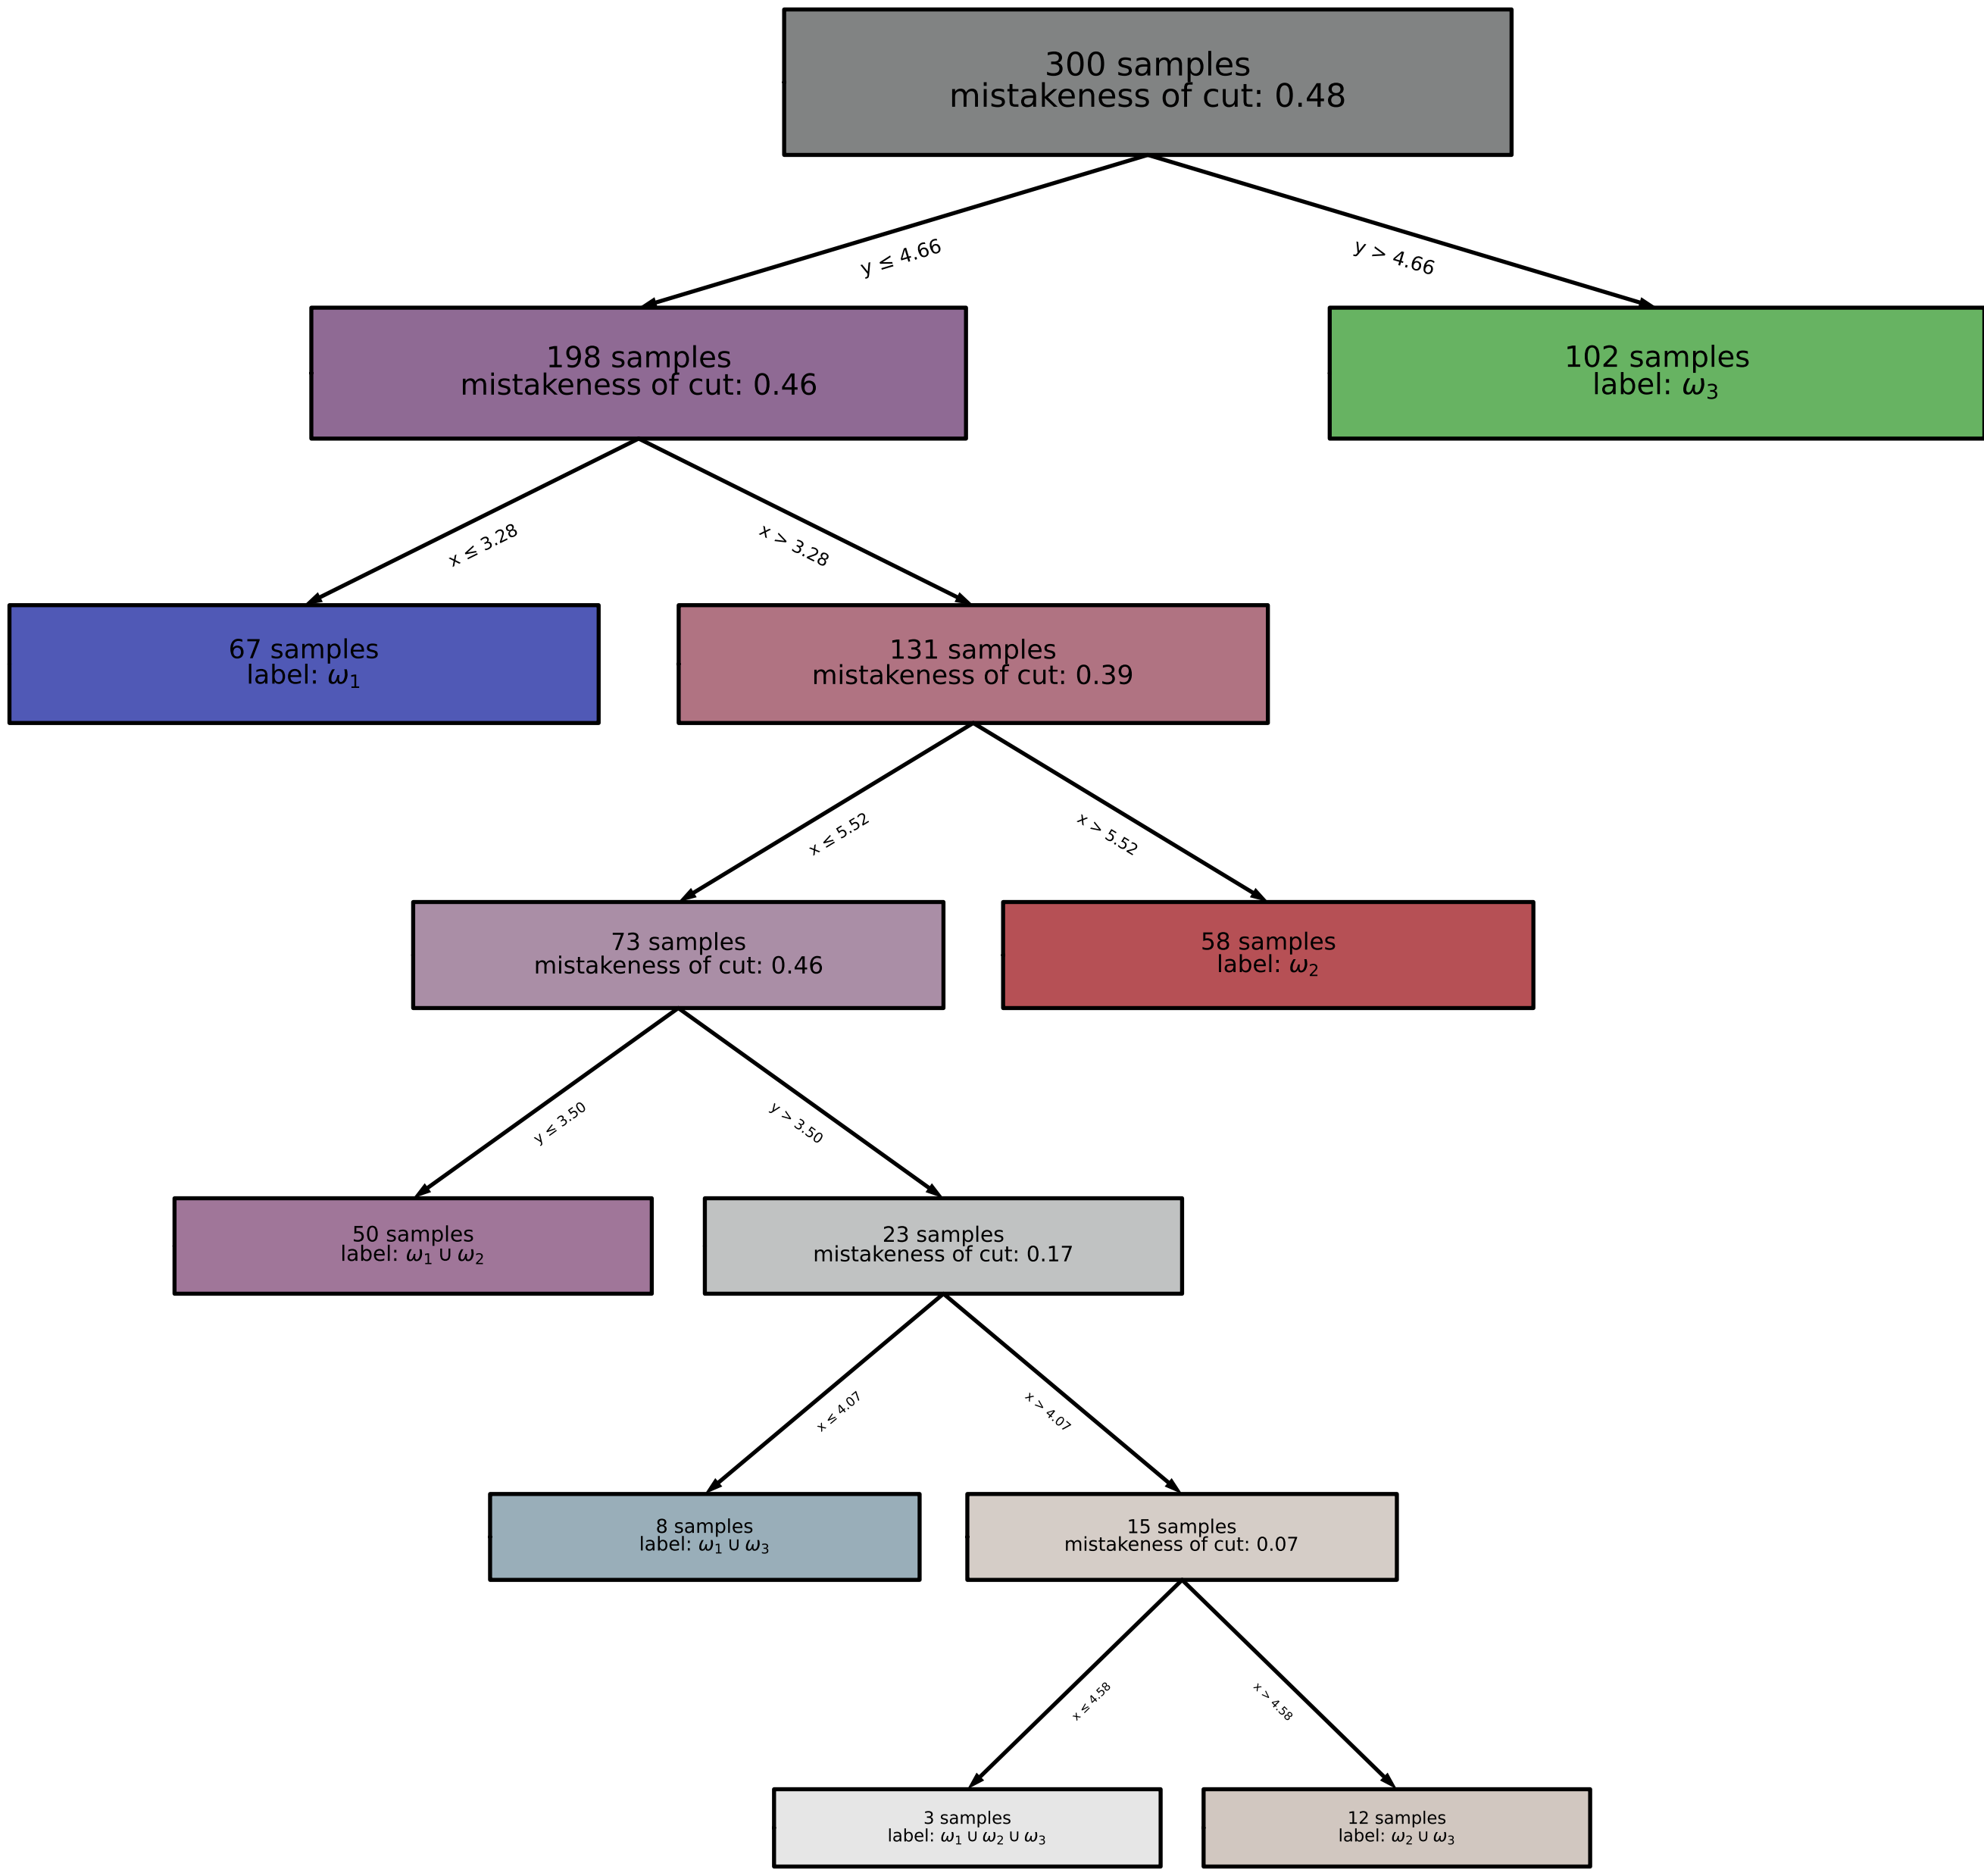 300 samples
mistakeness of cut: 0.48
y ≤ 4.66
y > 4.66
198 samples
mistakeness of cut: 0.46
102 samples
label: ω₃
x ≤ 3.28
x > 3.28
67 samples
label: ω₁
131 samples
mistakeness of cut: 0.39
x ≤ 5.52
x > 5.52
73 samples
mistakeness of cut: 0.46
58 samples
label: ω₂
y ≤ 3.50
y > 3.50
50 samples
label: ω₁ ∪ ω₂
23 samples
mistakeness of cut: 0.17
x ≤ 4.07
x > 4.07
8 samples
label: ω₁ ∪ ω₃
15 samples
mistakeness of cut: 0.07
x ≤ 4.58
x > 4.58
3 samples
label: ω₁ ∪ ω₂ ∪ ω₃
12 samples
label: ω₂ ∪ ω₃